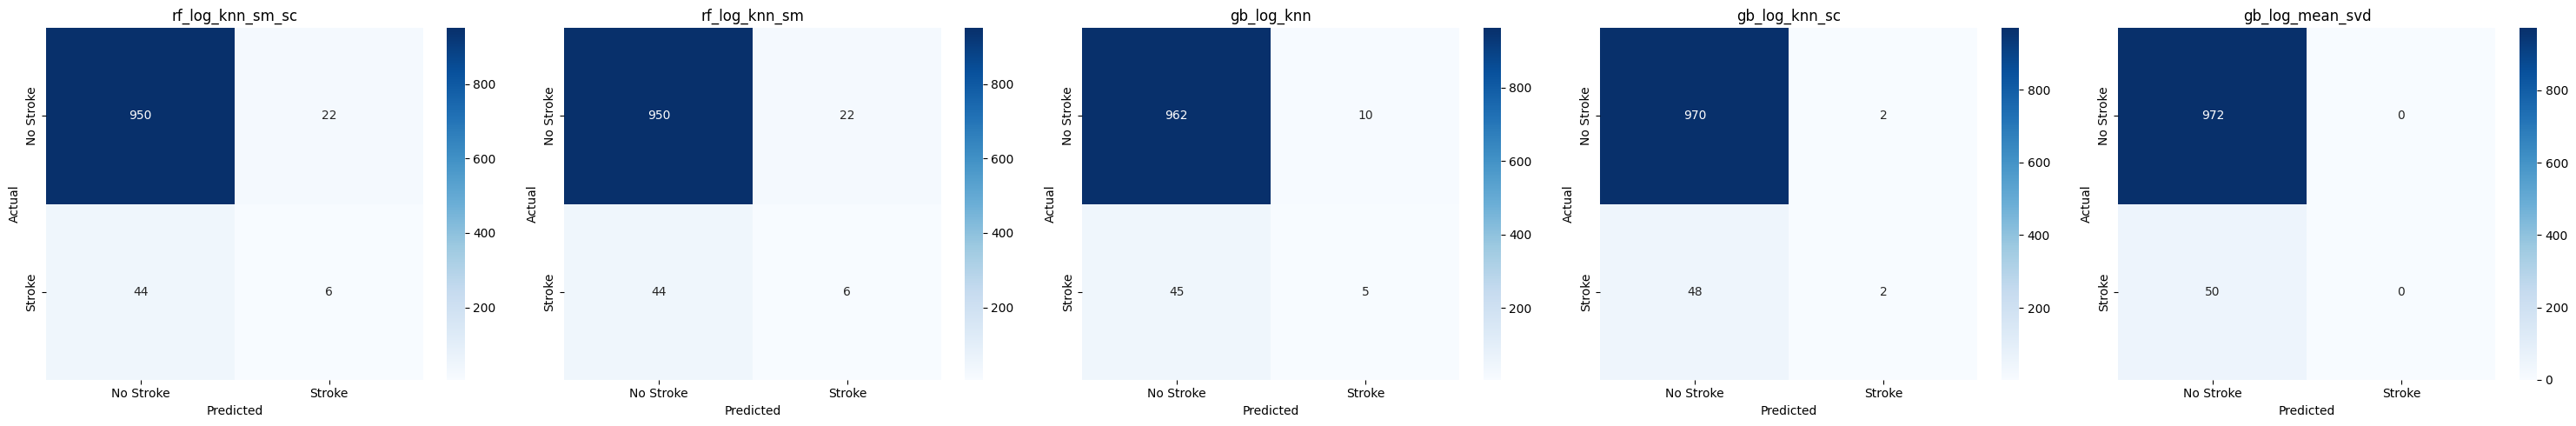 rf_log_knn_sm_sc
No Stroke
950
22
Stroke
44
6
Actual
No Stroke
Stroke
Predicted
800
600
400
200
rf_log_knn_sm
No Stroke
950
22
Stroke
44
6
Actual
No Stroke
Stroke
Predicted
800
600
400
200
gb_log_knn
No Stroke
962
10
Stroke
45
5
Actual
No Stroke
Stroke
Predicted
800
600
400
200
gb_log_knn_sc
No Stroke
970
2
Stroke
48
2
Actual
No Stroke
Stroke
Predicted
800
600
400
200
gb_log_mean_svd
No Stroke
972
0
Stroke
50
0
Actual
No Stroke
Stroke
Predicted
800
600
400
200
0